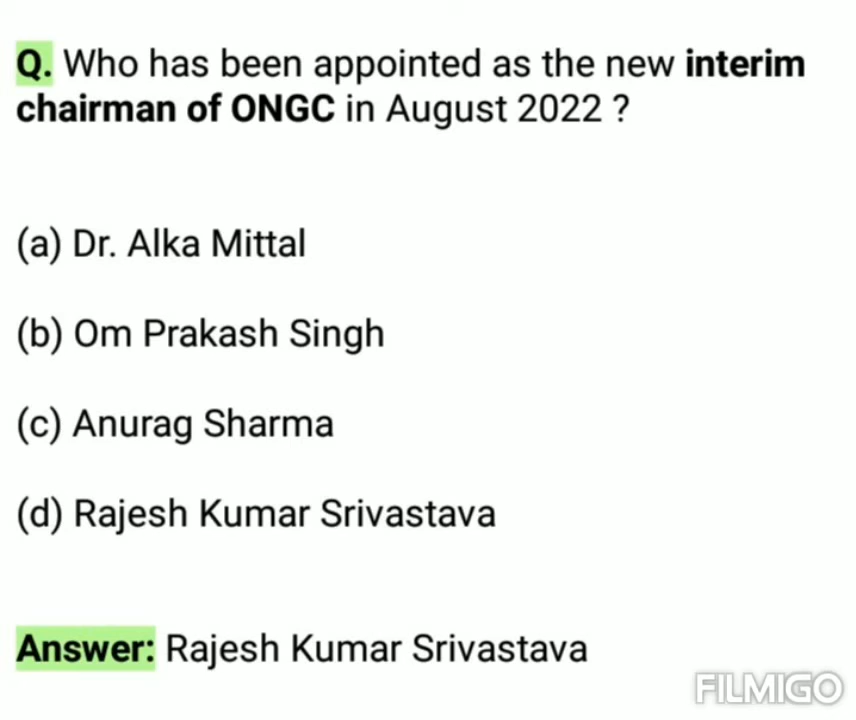 Q. Who has been appointed as the new interim
chairman of ONGC in August 2022 ?
(a) Dr. Alka Mittal
(b) Om Prakash Singh
(c) Anurag Sharma
(d) Rajesh Kumar Srivastava
Answer: Rajesh Kumar Srivastava
FILMIGO